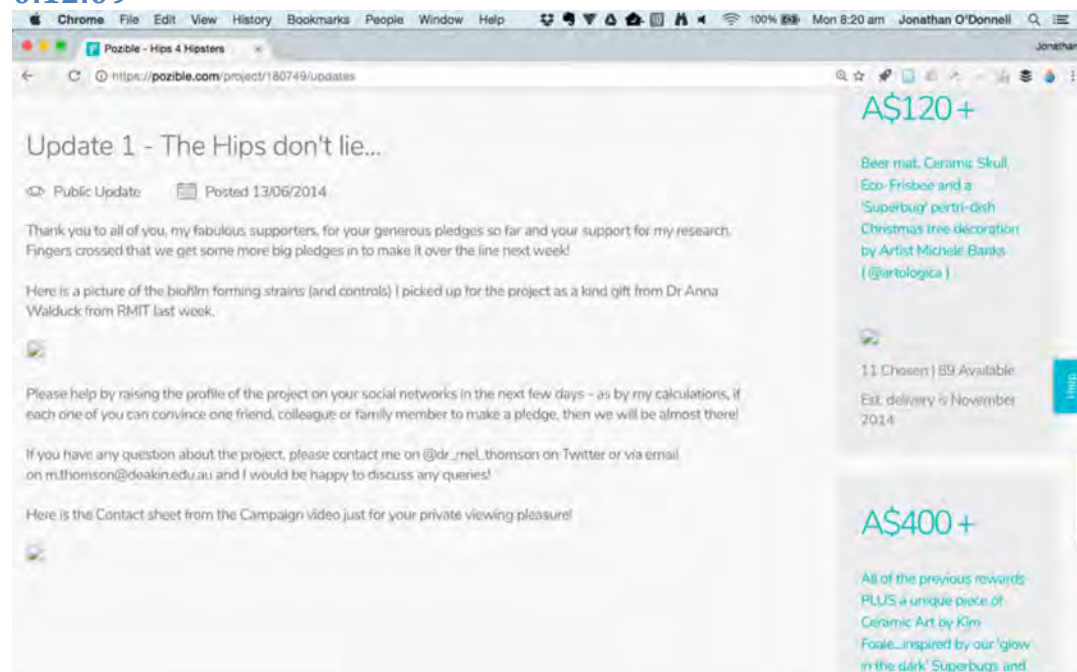 Chrome File Edit View History Bookmarks People Window Help 100% Mon 8:20 am Jonathan O'Donnell
Pozible - Hips 4 Hipsters
Jonathan
https://pozible.com/project/180749/updates
Update 1 - The Hips don't lie...
Public Update Posted 13/06/2014
Thank you to all of you, my fabulous supporters, for your generous pledges so far and your support for my research.
Fingers crossed that we get some more big pledges in to make it over the line next week!
Here is a picture of the biofilm forming strains (and controls) I picked up for the project as a kind gift from Dr Anna
Walduck from RMIT last week.
Please help by raising the profile of the project on your social networks in the next few days - as by my calculations, if
each one of you can convince one friend, colleague or family member to make a pledge, then we will be almost there!
If you have any question about the project, please contact me on @dr_mel_thomson on Twitter or via email
on m.thomson@deakin.edu.au and I would be happy to discuss any queries!
Here is the Contact sheet from the Campaign video just for your private viewing pleasure!
A$120+
Beer mat, Ceramic Skull,
Eco-Frisbee and a
'Superbug' pertri-dish
Christmas tree decoration
by Artist Michele Banks
(@artologica)
11 Chosen | 89 Available
Est. delivery is November
2014
Help
A$400+
All of the previous rewards
PLUS a unique piece of
Ceramic Art by Kim
Foale...inspired by our 'glow
in the dark' Superbugs and